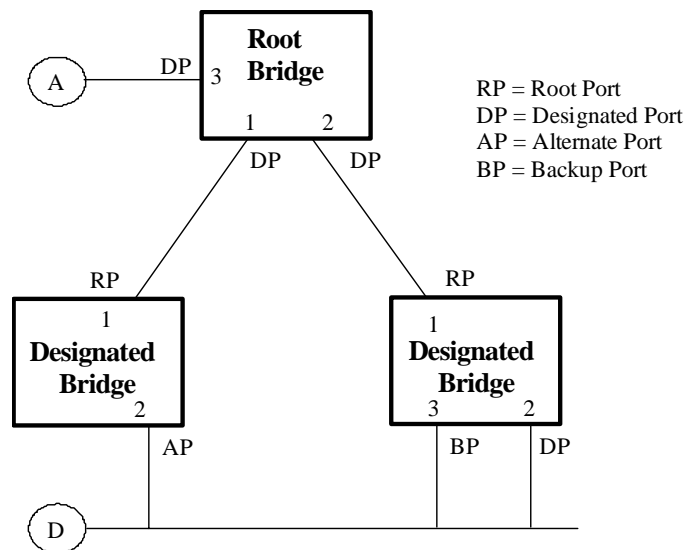 Root
Bridge
A
DP
3
1
2
DP
DP
RP = Root Port
DP = Designated Port
AP = Alternate Port
BP = Backup Port
RP
RP
1
Designated
Bridge
2
1
Designated
Bridge
3
2
AP
BP
DP
D